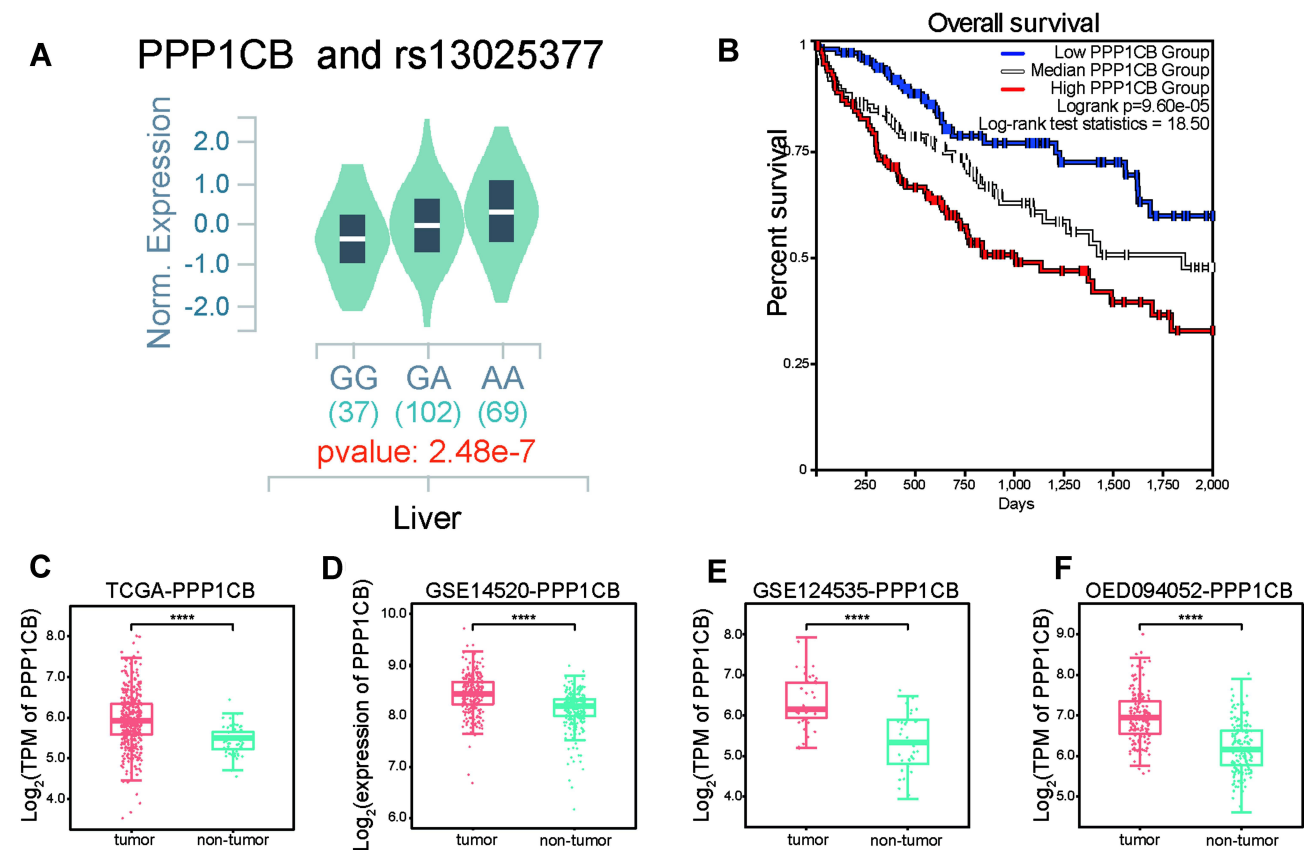 A
PPP1CB and rs13025377
Norm. Expression
2.0
1.0
0.0
-1.0
-2.0
GG GA AA
(37) (102) (69)
pvalue: 2.48e-7
Liver
B
Overall survival
Low PPP1CB Group
Median PPP1CB Group
High PPP1CB Group
Logrank p=9.60e-05
Log-rank test statistics = 18.50
Percent survival
1
0.75
0.5
0.25
0
250 500 750 1,000 1,250 1,500 1,750 2,000
Days
C
TCGA-PPP1CB
Log2(TPM of PPP1CB)
8.0
7.0
6.0
5.0
4.0
****
tumor non-tumor
D
GSE14520-PPP1CB
Log2(expression of PPP1CB)
10.0
9.0
8.0
7.0
6.0
****
tumor non-tumor
E
GSE124535-PPP1CB
Log2(TPM of PPP1CB)
8.0
7.0
6.0
5.0
4.0
****
tumor non-tumor
F
OED094052-PPP1CB
Log2(TPM of PPP1CB)
9.0
8.0
7.0
6.0
5.0
****
tumor non-tumor